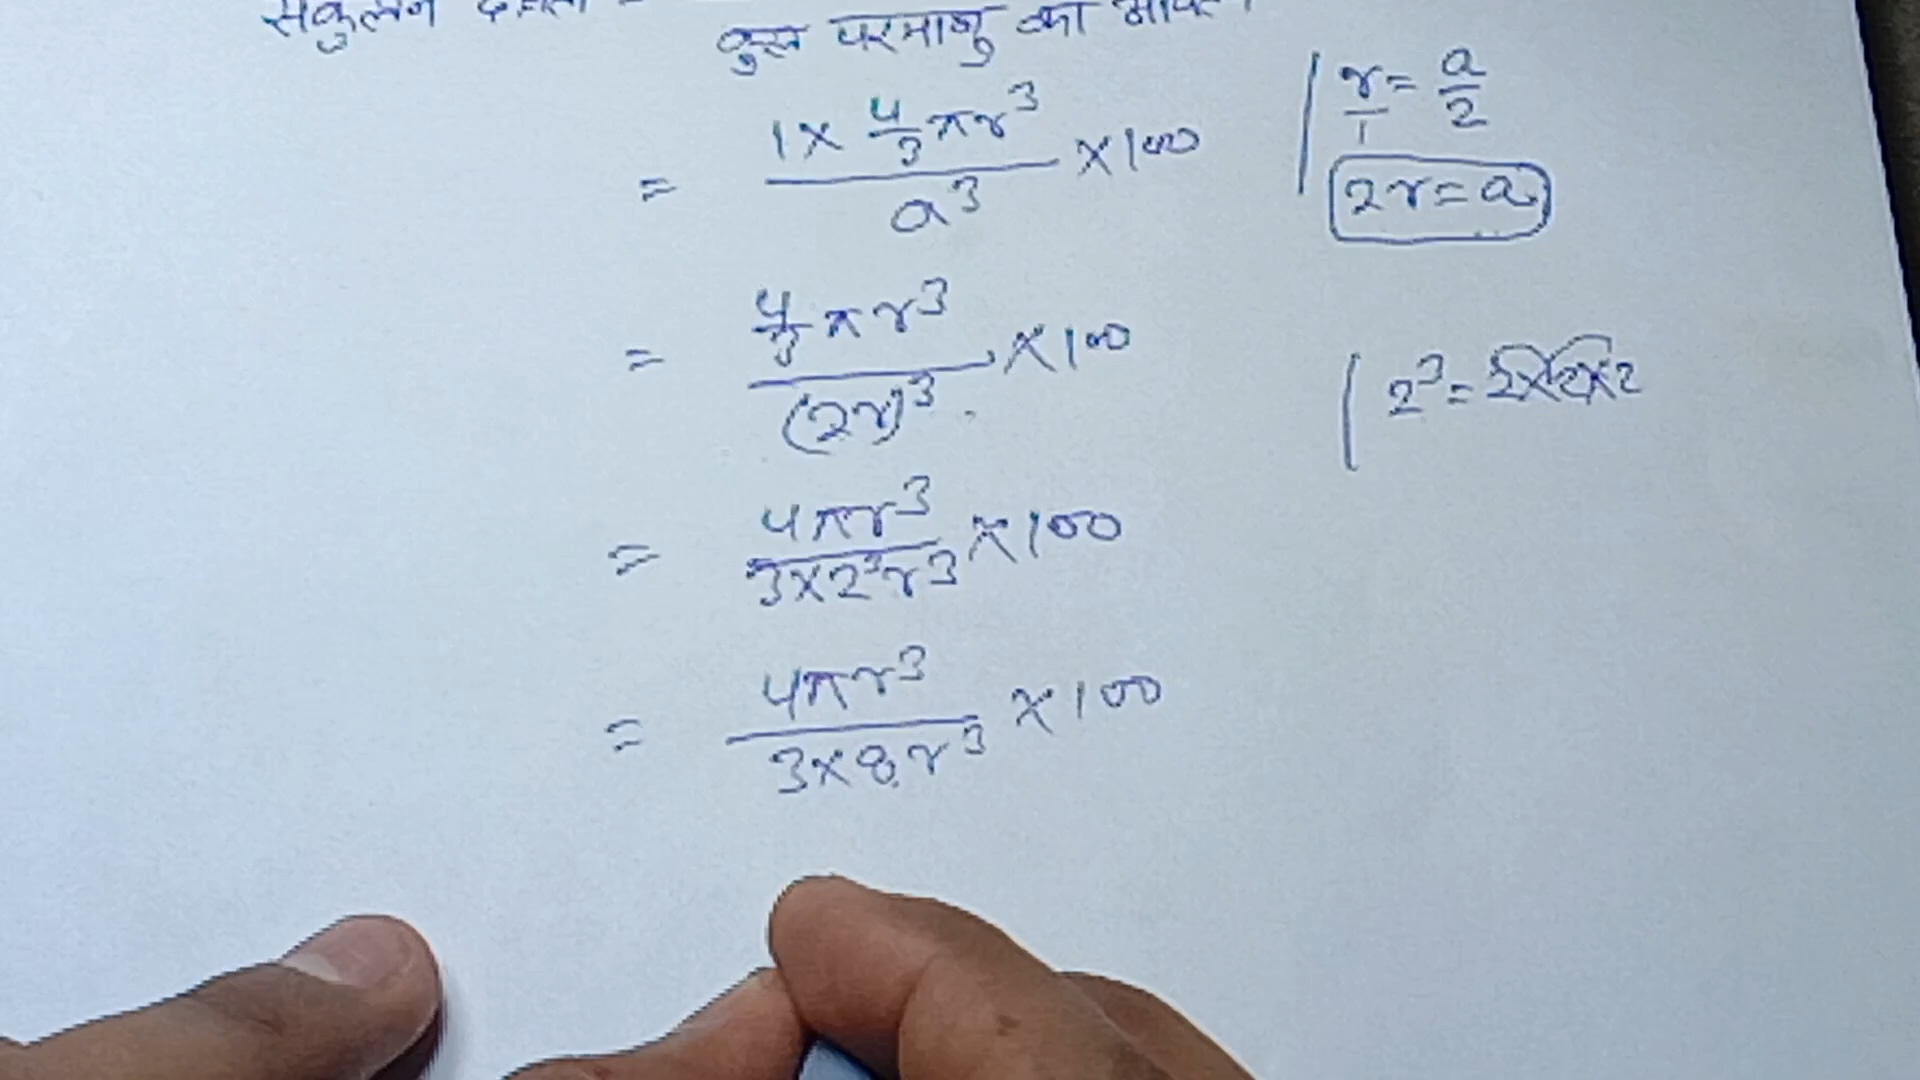 संकुलन
कुल परमाणु का
= (1 × 4/3 πr³)/a³ × 100
r/1 = a/2
2r = a
= (4/3 πr³)/(2r)³ × 100
2³ = 2×2×2
= 4πr³/(3×2³r³) × 100
= 4πr³/(3×8r³) × 100